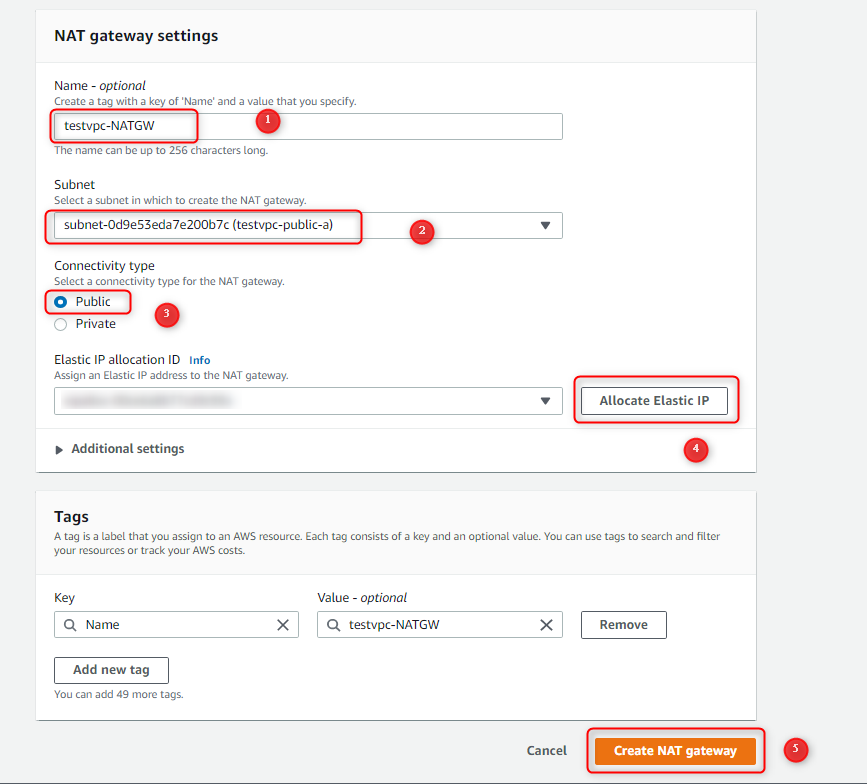 NAT gateway settings
Name - optional
Create a tag with a key of 'Name' and a value that you specify.
testvpc-NATGW
1
The name can be up to 256 characters long.
Subnet
Select a subnet in which to create the NAT gateway.
subnet-0d9e53eda7e200b7c (testvpc-public-a)
2
Connectivity type
Select a connectivity type for the NAT gateway.
Public
3
Private
Elastic IP allocation ID Info
Assign an Elastic IP address to the NAT gateway.
Allocate Elastic IP
4
Additional settings
Tags
A tag is a label that you assign to an AWS resource. Each tag consists of a key and an optional value. You can use tags to search and filter
your resources or track your AWS costs.
Key
Value - optional
Name
testvpc-NATGW
Remove
Add new tag
You can add 49 more tags.
Cancel
Create NAT gateway
5